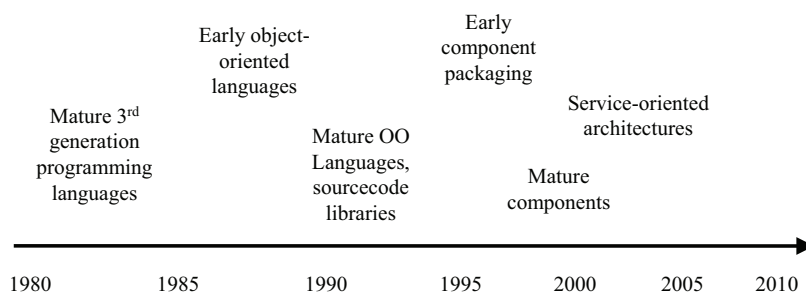 Early object-
oriented
languages
Early
component
packaging
Mature 3rd
generation
programming
languages
Mature OO
Languages,
sourcecode
libraries
Service-oriented
architectures
Mature
components
1980 1985 1990 1995 2000 2005 2010